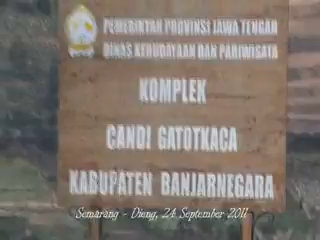 PEMERINTAH PROVINSI JAWA TENGAH
DINAS KEBUDAYAAN DAN PARIWISATA
KOMPLEK
CANDI GATOTKACA
KABUPATEN BANJARNEGARA
Semarang - Dieng, 24 September 2011